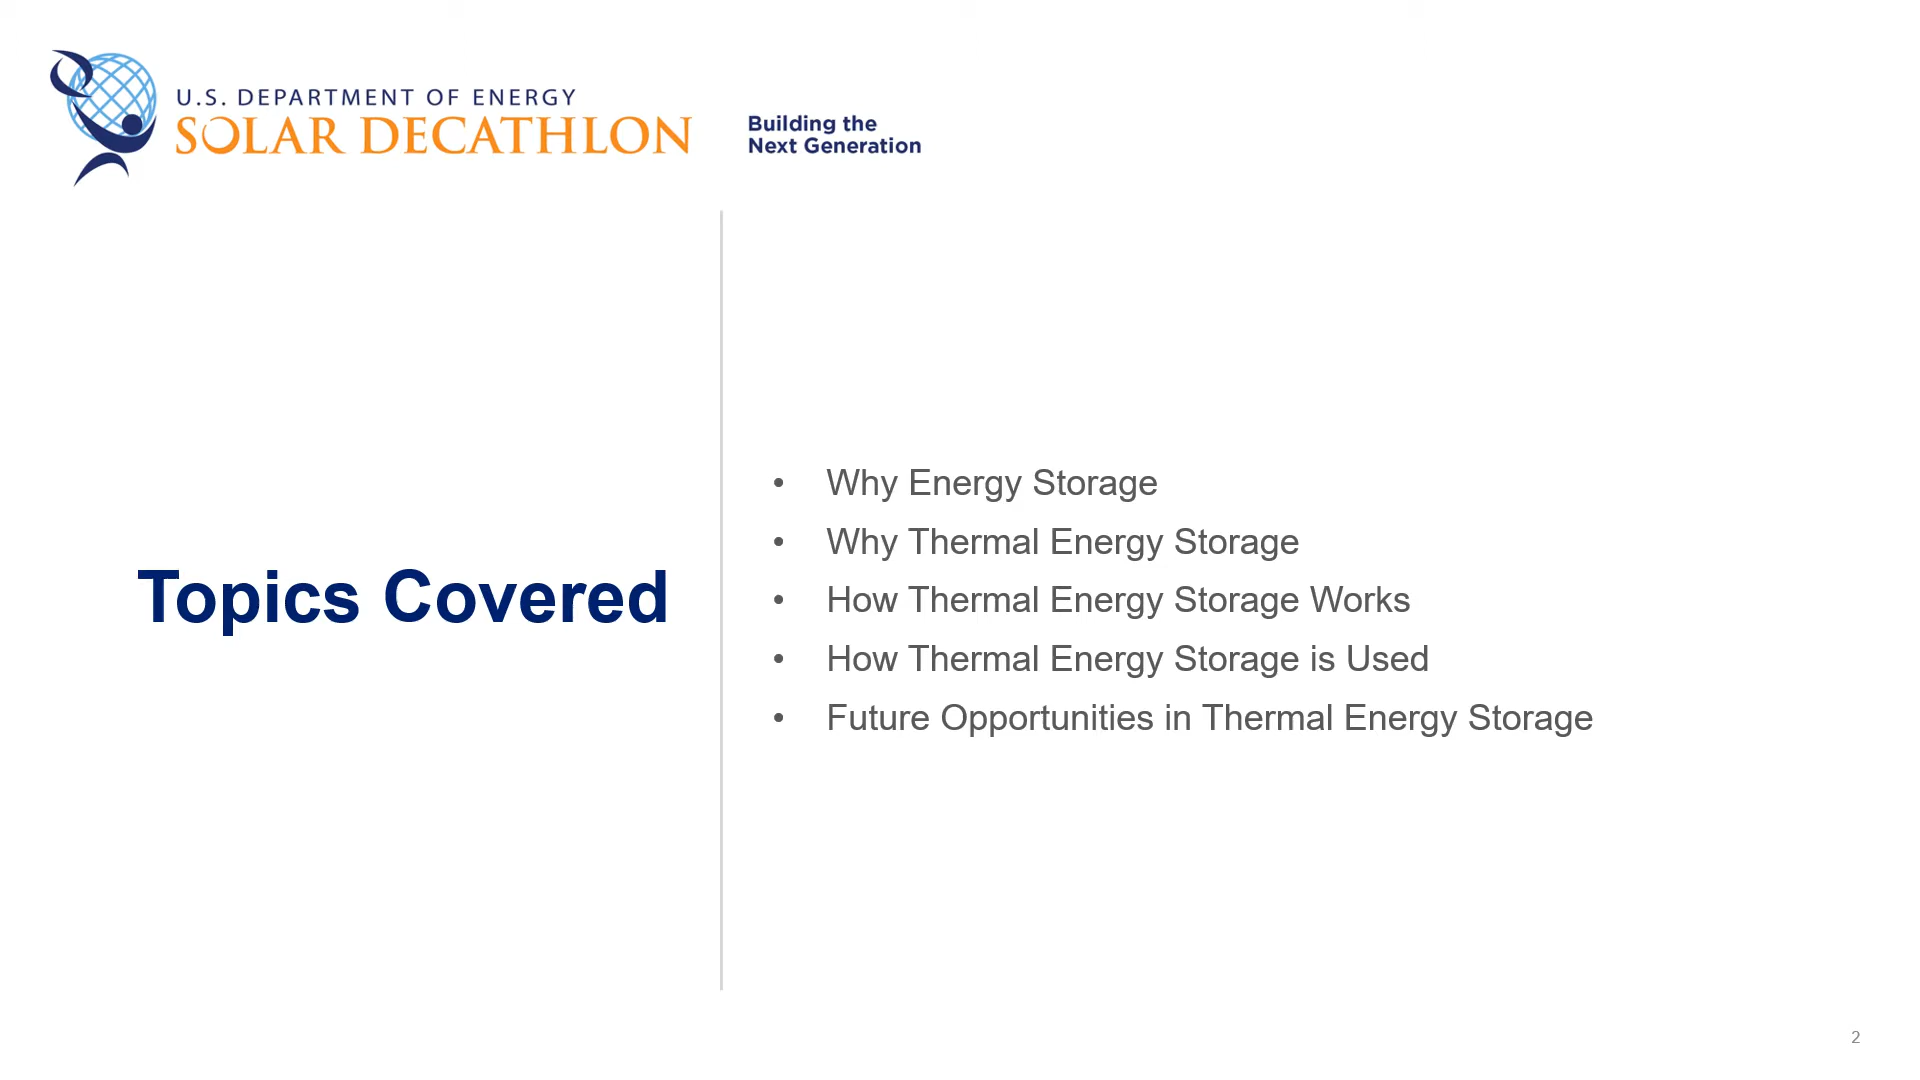 U.S. DEPARTMENT OF ENERGY
SOLAR DECATHLON
Building the
Next Generation
Topics Covered
• Why Energy Storage
• Why Thermal Energy Storage
• How Thermal Energy Storage Works
• How Thermal Energy Storage is Used
• Future Opportunities in Thermal Energy Storage
2